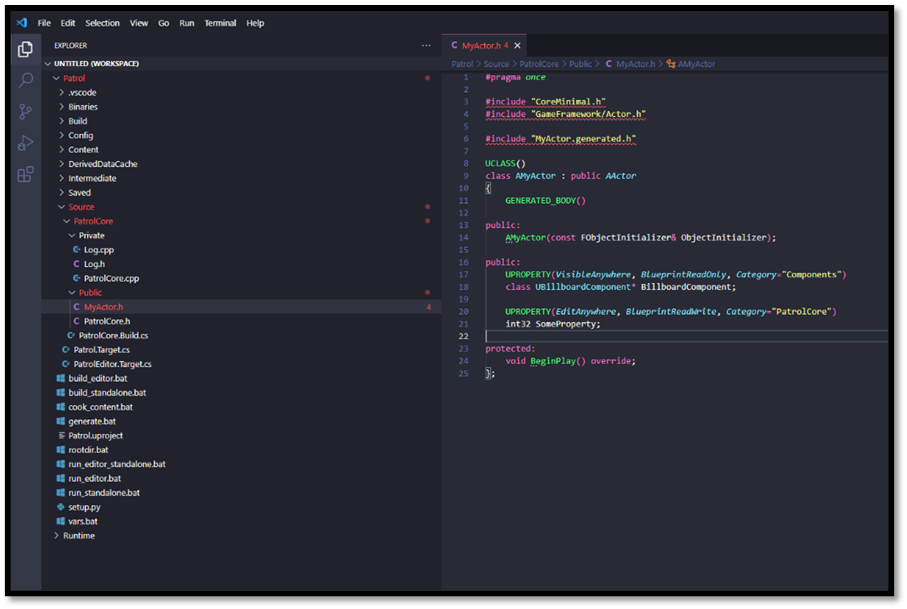 File Edit Selection View Go Run Terminal Help
EXPLORER
UNTITLED (WORKSPACE)
Patrol
.vscode
Binaries
Build
Config
Content
DerivedDataCache
Intermediate
Saved
Source
PatrolCore
Private
Log.cpp
Log.h
PatrolCore.cpp
Public
MyActor.h 4
PatrolCore.h
PatrolCore.Build.cs
Patrol.Target.cs
PatrolEditor.Target.cs
build_editor.bat
build_standalone.bat
cook_content.bat
generate.bat
Patrol.uproject
rootdir.bat
run_editor_standalone.bat
run_editor.bat
run_standalone.bat
setup.py
vars.bat
Runtime
C MyActor.h 4
Patrol > Source > PatrolCore > Public > C MyActor.h > AMyActor
1 #pragma once
2
3 #include "CoreMinimal.h"
4 #include "GameFramework/Actor.h"
5
6 #include "MyActor.generated.h"
7
8 UCLASS()
9 class AMyActor : public AActor
10 {
11 GENERATED_BODY()
12
13 public:
14 AMyActor(const FObjectInitializer& ObjectInitializer);
15
16 public:
17 UPROPERTY(VisibleAnywhere, BlueprintReadOnly, Category="Components")
18 class UBillboardComponent* BillboardComponent;
19
20 UPROPERTY(EditAnywhere, BlueprintReadWrite, Category="PatrolCore")
21 int32 SomeProperty;
22
23 protected:
24 void BeginPlay() override;
25 };